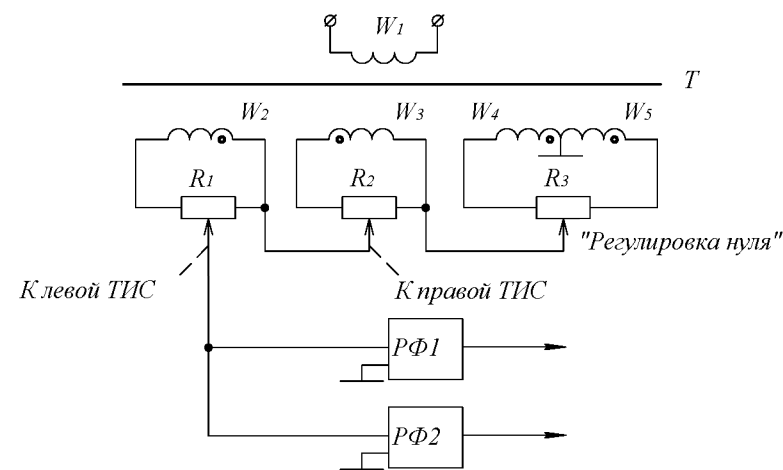 W1
T
W2
W3
W4
W5
R1
R2
R3
"Регулировка нуля"
К левой ТИС
К правой ТИС
РФ1
РФ2